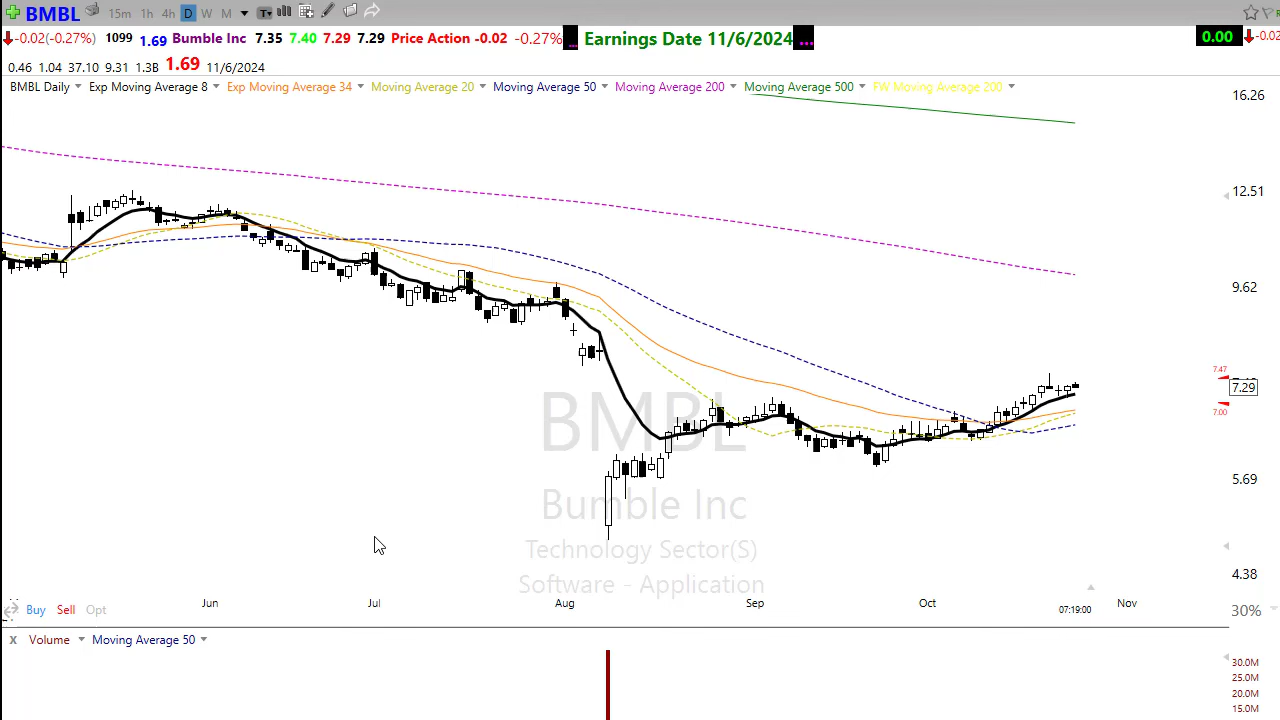 BMBL 15m 1h 4h D W M T
-0.02(-0.27%) 1099 1.69 Bumble Inc 7.35 7.40 7.29 7.29 Price Action -0.02 -0.27% ... Earnings Date 11/6/2024 ... 0.00 -0.02
0.46 1.04 37.10 9.31 1.3B 1.69 11/6/2024
BMBL Daily Exp Moving Average 8 Exp Moving Average 34 Moving Average 20 Moving Average 50 Moving Average 200 Moving Average 500 FW Moving Average 200
16.26
12.51
9.62
7.47
7.29
7.00
BMBL
5.69
Bumble Inc
Technology Sector(S)
4.38
Software - Application
Jun Jul Aug Sep Oct 07:19:00 Nov
Buy Sell Opt 30%
X Volume Moving Average 50
30.0M
25.0M
20.0M
15.0M